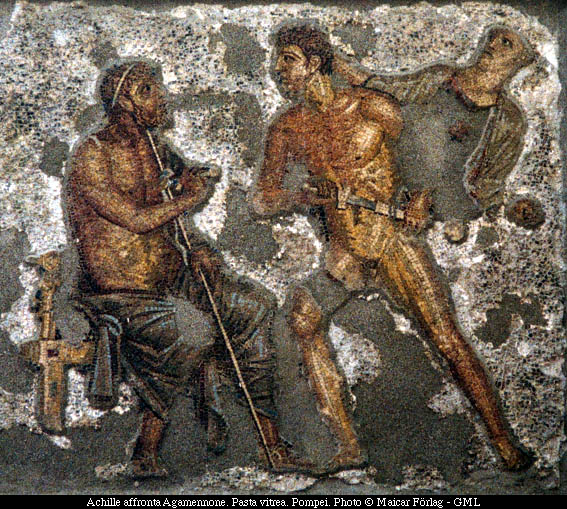 Achille affronta Agamennone. Pasta vitrea. Pompei. Photo © Maicar Förlag - GML